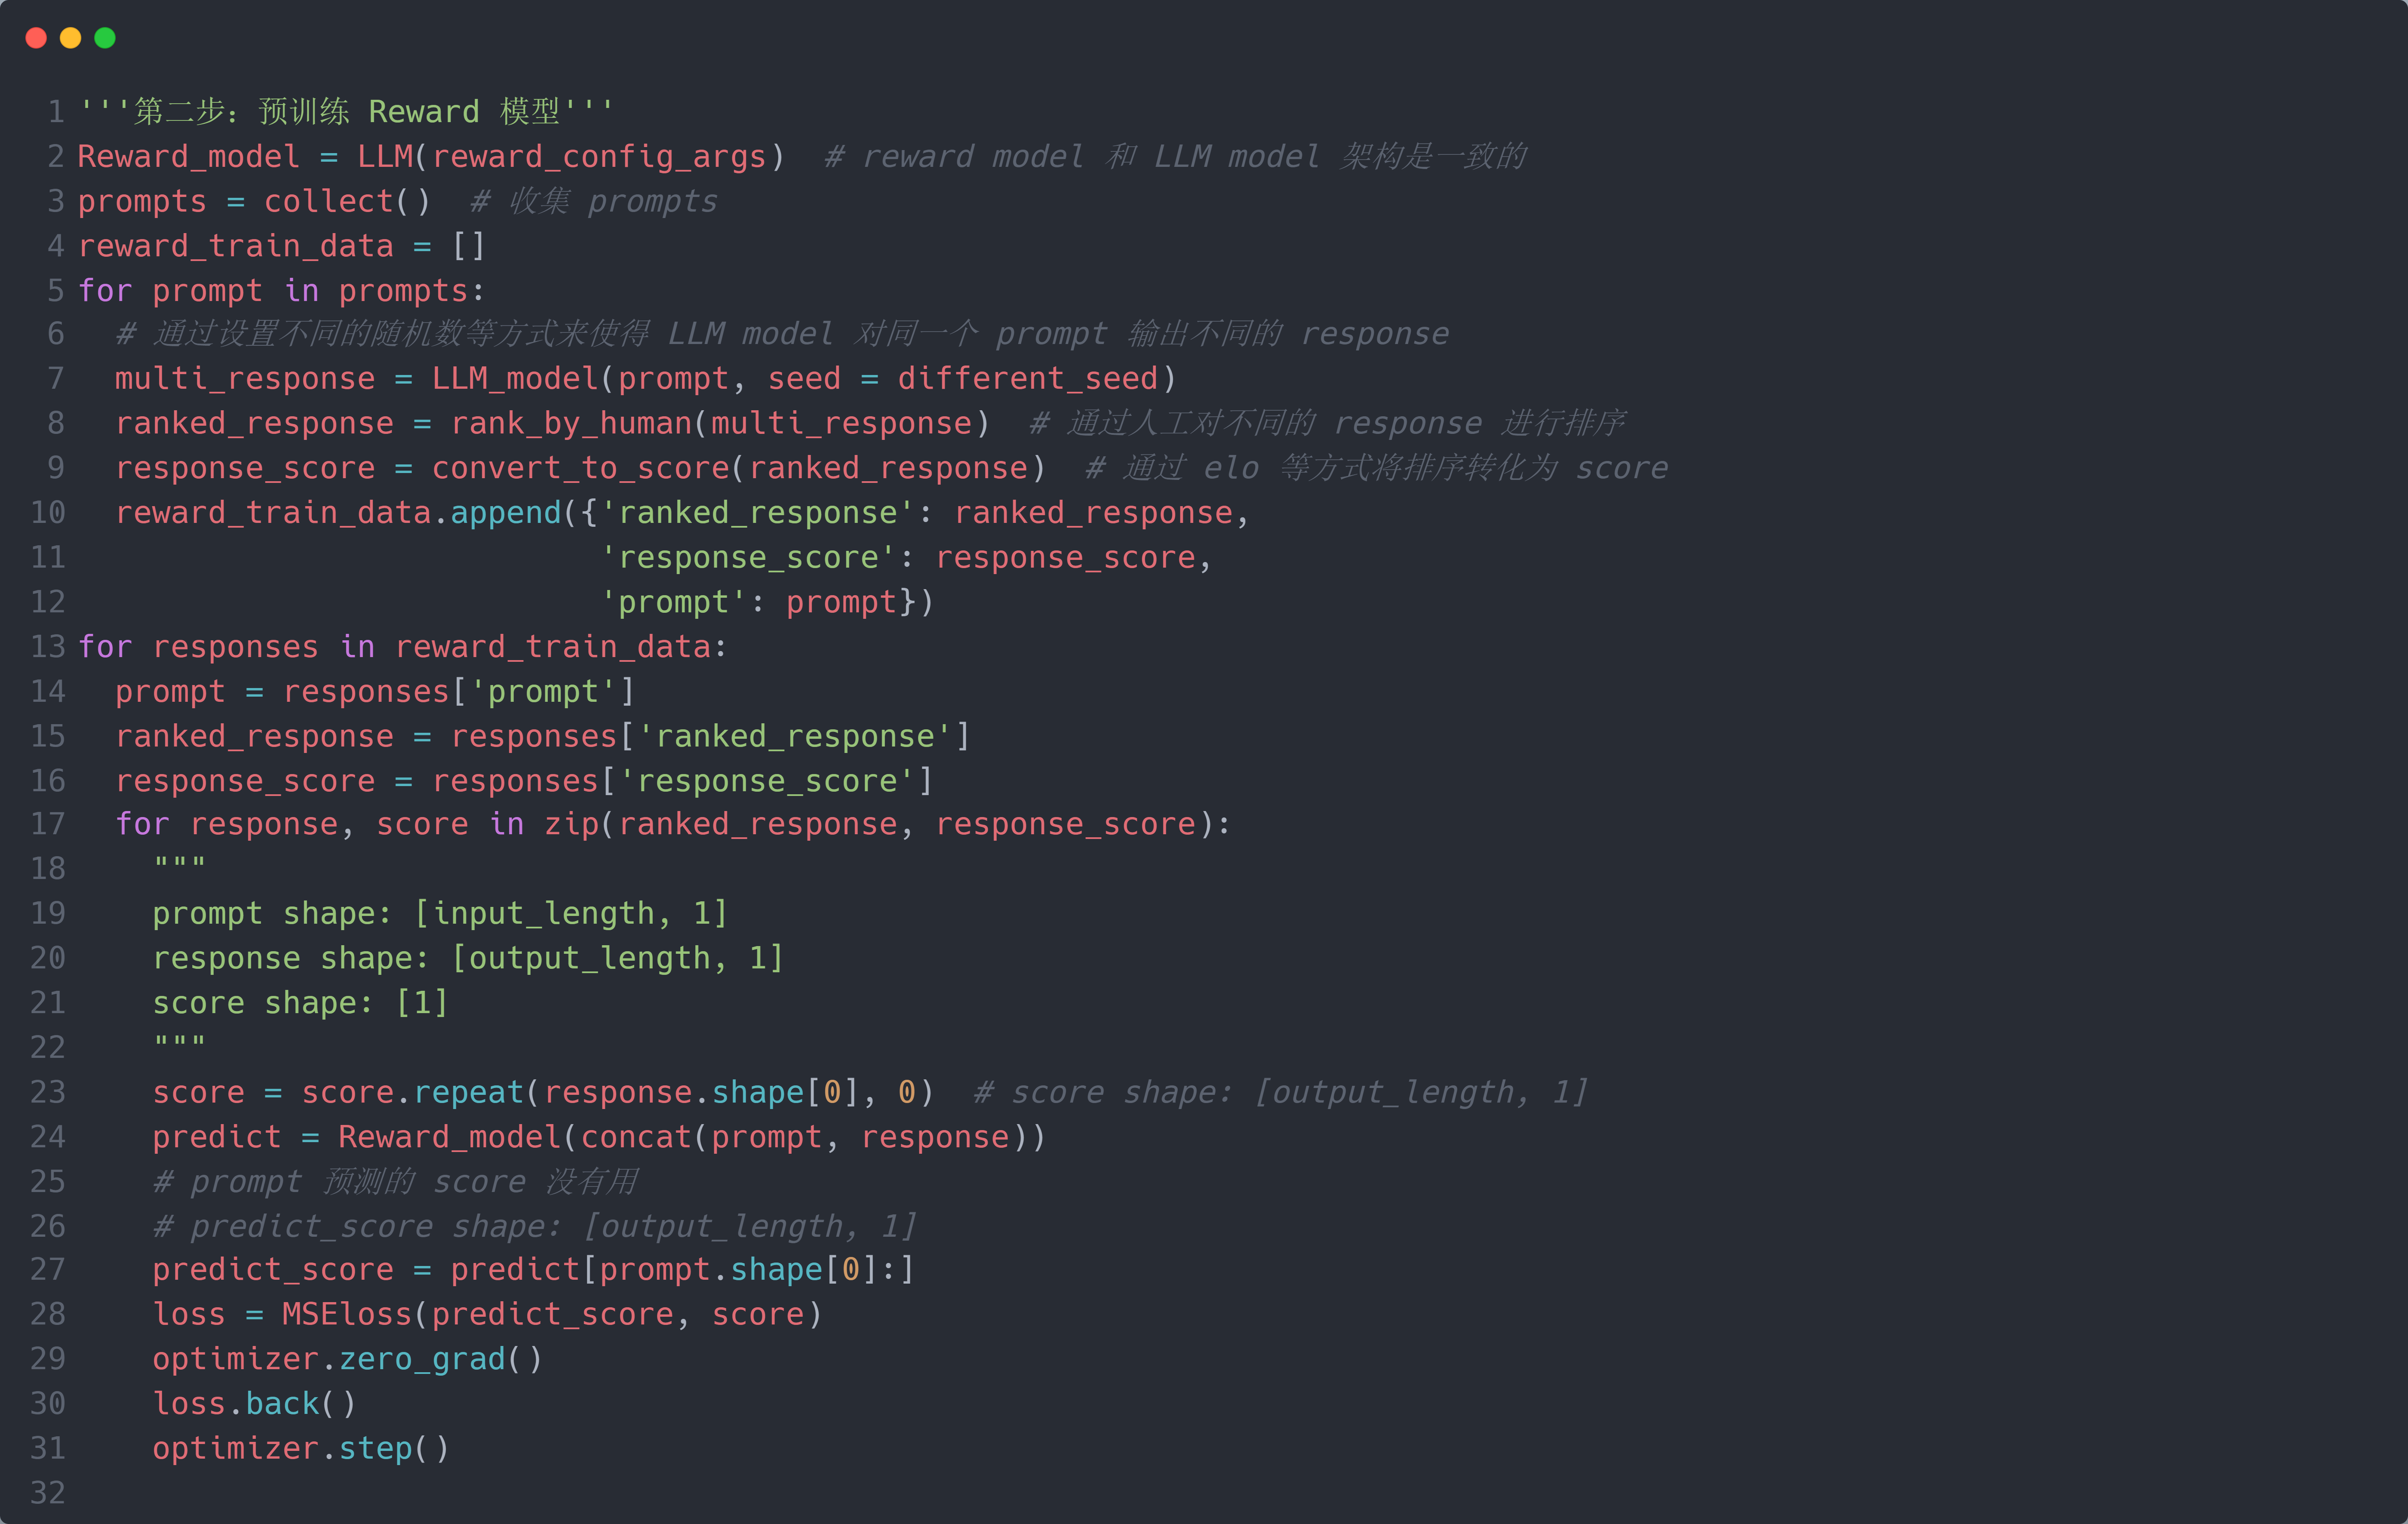 1 '''第二步：预训练 Reward 模型'''
2 Reward_model = LLM(reward_config_args)  # reward model 和 LLM model 架构是一致的
3 prompts = collect()  # 收集 prompts
4 reward_train_data = []
5 for prompt in prompts:
6   # 通过设置不同的随机数等方式来使得 LLM model 对同一个 prompt 输出不同的 response
7   multi_response = LLM_model(prompt, seed = different_seed)
8   ranked_response = rank_by_human(multi_response)  # 通过人工对不同的 response 进行排序
9   response_score = convert_to_score(ranked_response)  # 通过 elo 等方式将排序转化为 score
10   reward_train_data.append({'ranked_response': ranked_response,
11                             'response_score': response_score,
12                             'prompt': prompt})
13 for responses in reward_train_data:
14   prompt = responses['prompt']
15   ranked_response = responses['ranked_response']
16   response_score = responses['response_score']
17   for response, score in zip(ranked_response, response_score):
18     """
19     prompt shape: [input_length, 1]
20     response shape: [output_length, 1]
21     score shape: [1]
22     """
23     score = score.repeat(response.shape[0], 0)  # score shape: [output_length, 1]
24     predict = Reward_model(concat(prompt, response))
25     # prompt 预测的 score 没有用
26     # predict_score shape: [output_length, 1]
27     predict_score = predict[prompt.shape[0]:]
28     loss = MSEloss(predict_score, score)
29     optimizer.zero_grad()
30     loss.back()
31     optimizer.step()
32